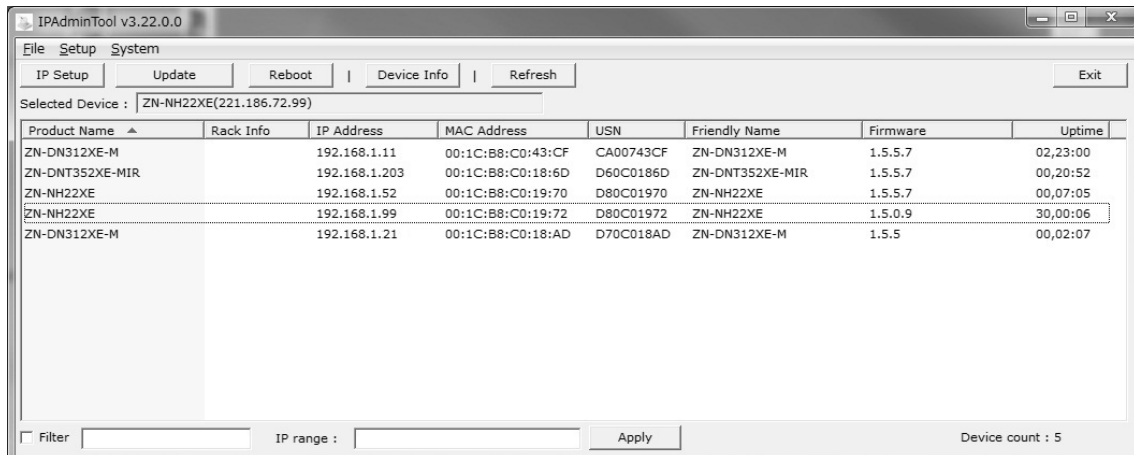 IPAdminTool v3.22.0.0
File Setup System
IP Setup Update Reboot | Device Info | Refresh Exit
Selected Device : ZN-NH22XE(221.186.72.99)
Product Name Rack Info IP Address MAC Address USN Friendly Name Firmware Uptime
ZN-DN312XE-M 192.168.1.11 00:1C:B8:C0:43:CF CA00743CF ZN-DN312XE-M 1.5.5.7 02,23:00
ZN-DNT352XE-MIR 192.168.1.203 00:1C:B8:C0:18:6D D60C0186D ZN-DNT352XE-MIR 1.5.5.7 00,20:52
ZN-NH22XE 192.168.1.52 00:1C:B8:C0:19:70 D80C01970 ZN-NH22XE 1.5.5.7 00,07:05
ZN-NH22XE 192.168.1.99 00:1C:B8:C0:19:72 D80C01972 ZN-NH22XE 1.5.0.9 30,00:06
ZN-DN312XE-M 192.168.1.21 00:1C:B8:C0:18:AD D70C018AD ZN-DN312XE-M 1.5.5 00,02:07
Filter IP range : Apply Device count : 5